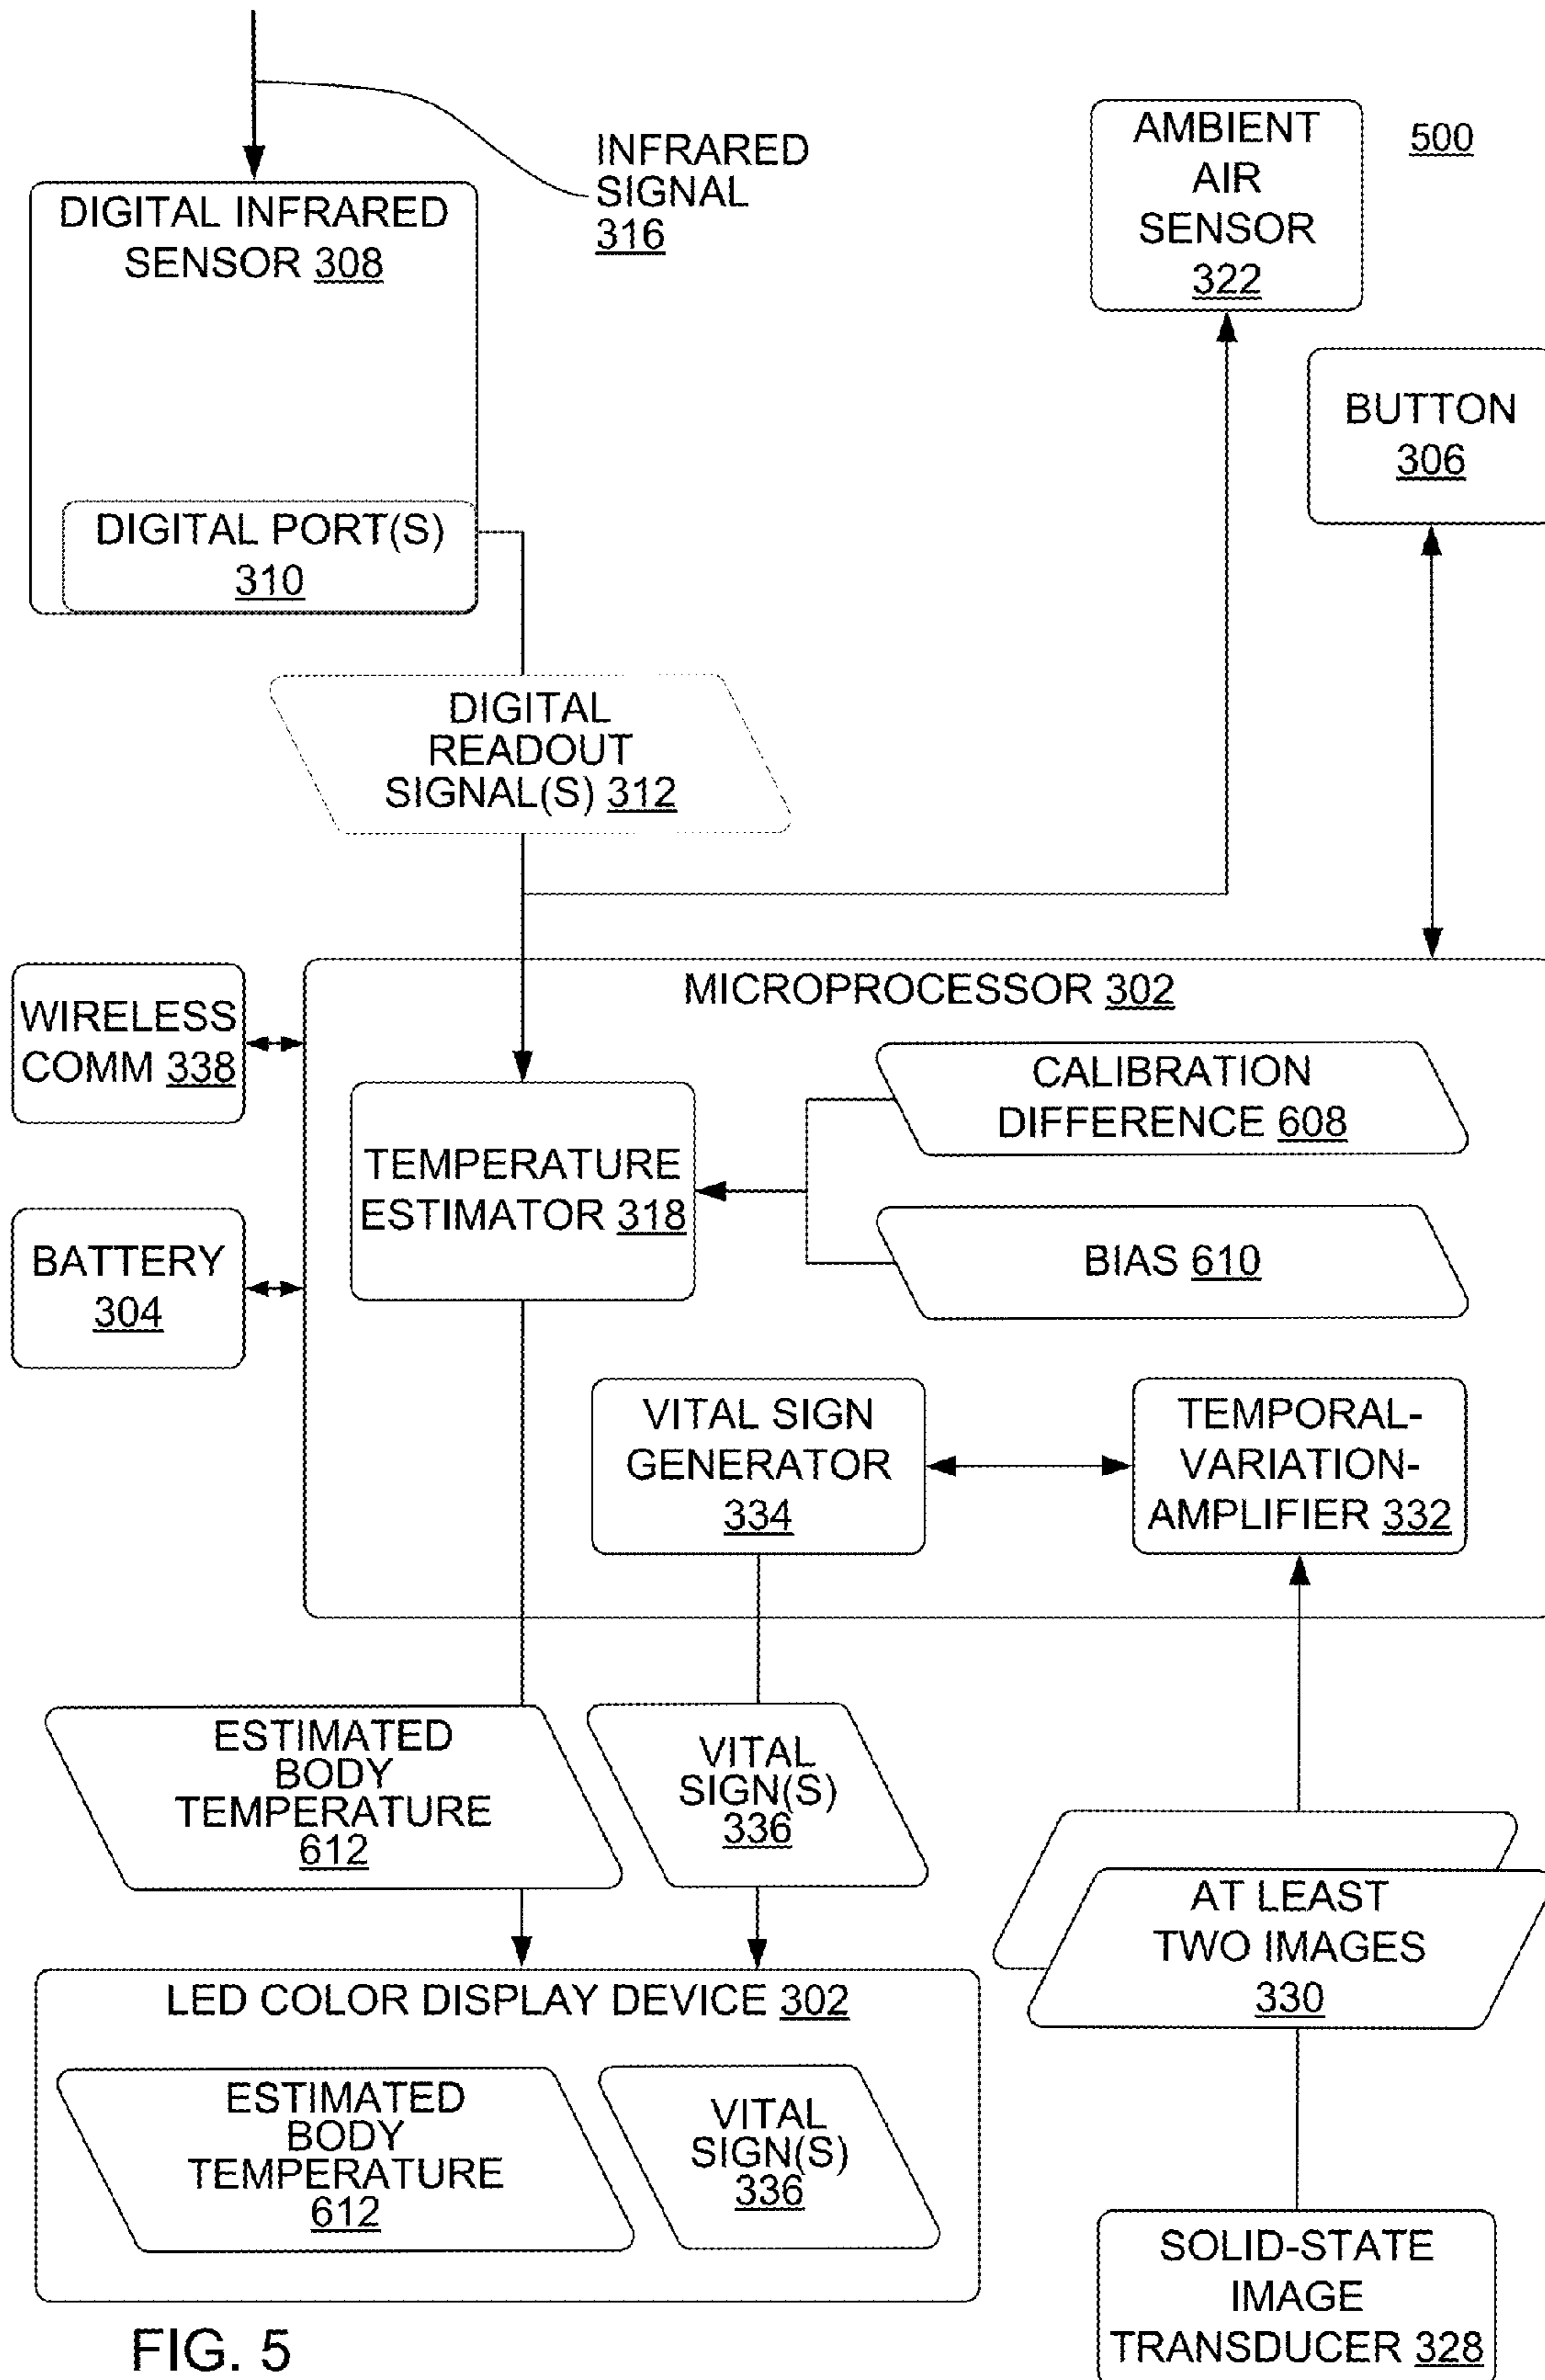 INFRARED
SIGNAL
316
AMBIENT
AIR
SENSOR
322
500
DIGITAL INFRARED
SENSOR 308
BUTTON
306
DIGITAL PORT(S)
310
DIGITAL
READOUT
SIGNAL(S) 312
MICROPROCESSOR 302
WIRELESS
COMM 338
CALIBRATION
DIFFERENCE 608
TEMPERATURE
ESTIMATOR 318
BATTERY
304
BIAS 610
VITAL SIGN
GENERATOR
334
TEMPORAL-
VARIATION-
AMPLIFIER 332
ESTIMATED
BODY
TEMPERATURE
612
VITAL
SIGN(S)
336
AT LEAST
TWO IMAGES
330
LED COLOR DISPLAY DEVICE 302
ESTIMATED
BODY
TEMPERATURE
612
VITAL
SIGN(S)
336
SOLID-STATE
IMAGE
TRANSDUCER 328
FIG. 5